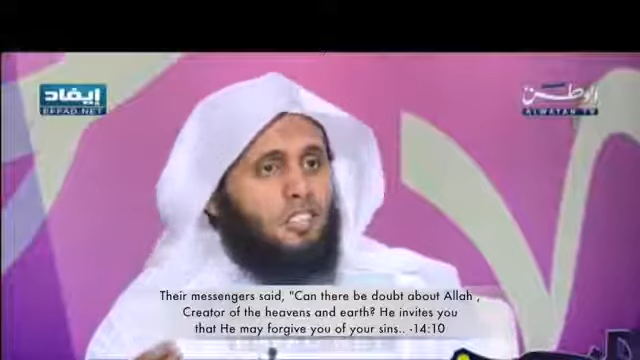 إيفاد
EFFAD.NET
الوطن
ALWATAN TV
Their messengers said, "Can there be doubt about Allah ,
Creator of the heavens and earth? He invites you
that He may forgive you of your sins.. -14:10